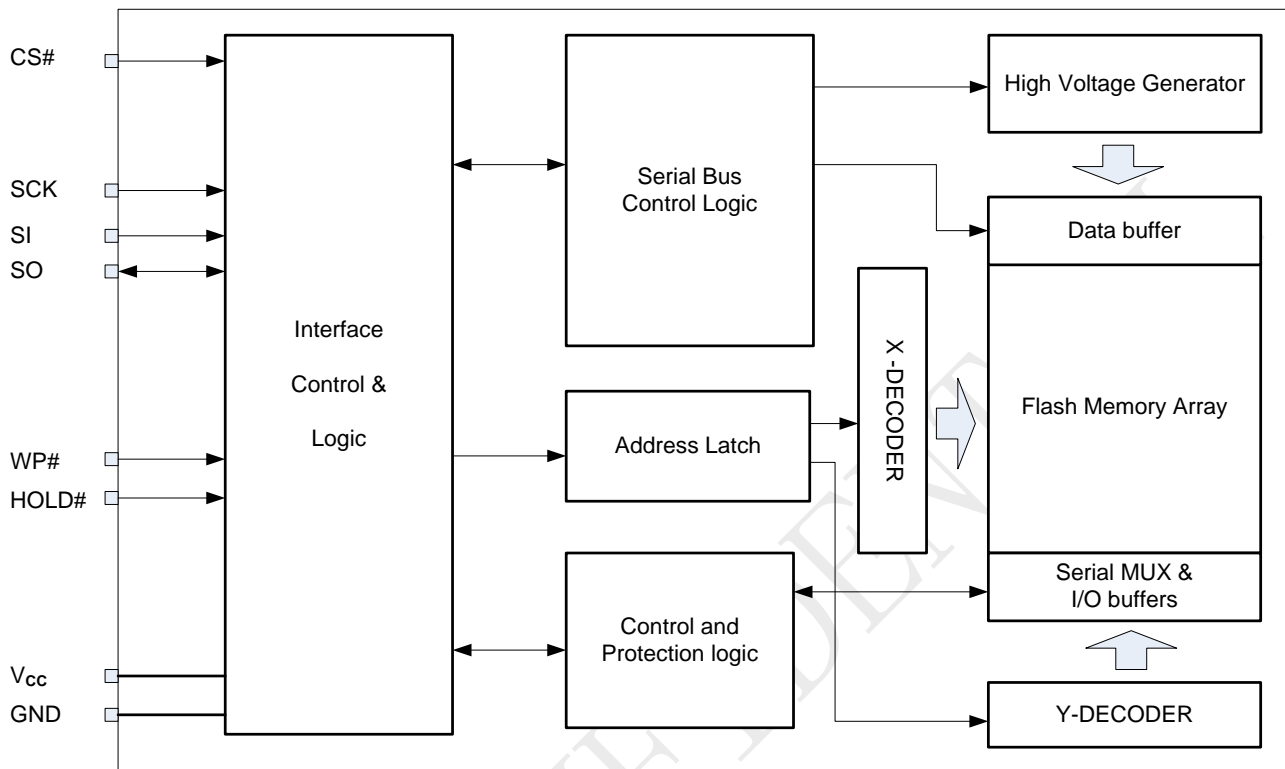 CS#
SCK
SI
SO
WP#
HOLD#
Vcc
GND
Interface
Control &
Logic
Serial Bus
Control Logic
Address Latch
Control and
Protection logic
X-DECODER
High Voltage Generator
Data buffer
Flash Memory Array
Serial MUX &
I/O buffers
Y-DECODER